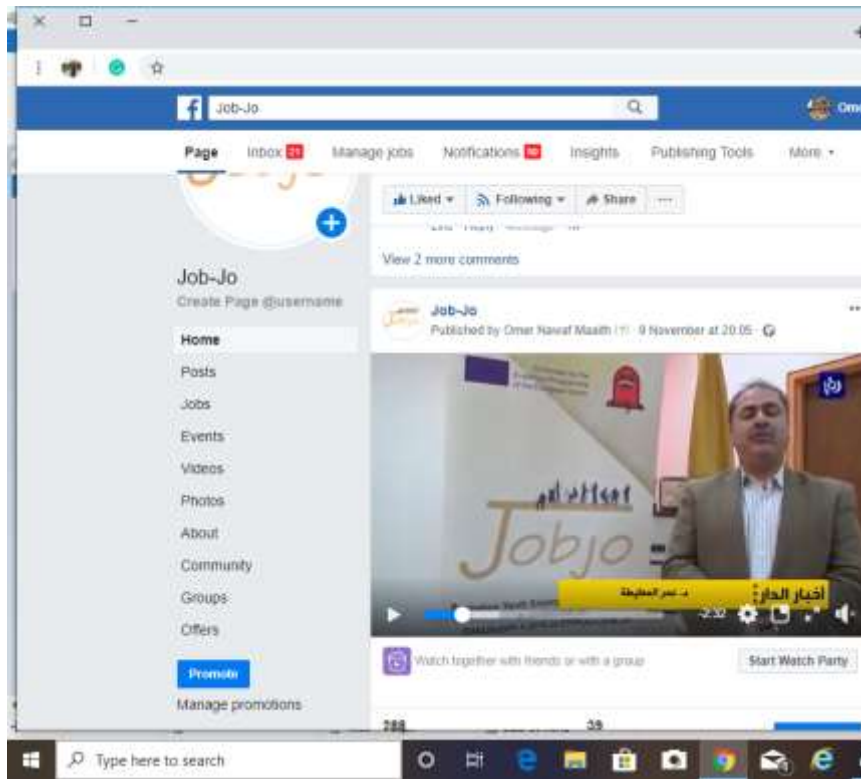 Job-Jo
Ome
Page
Inbox 21
Manage jobs
Notifications
Insights
Publishing Tools
More
Liked
Following
Share
View 2 more comments
Job-Jo
Create Page @username
Home
Posts
Jobs
Events
Videos
Photos
About
Community
Groups
Offers
Promote
Manage promotions
Job-Jo
Published by Omer Nawaf Maaith 9 November at 20:05
Jobjo
أخبار الدار
-2:32
Watch together with friends or with a group
Start Watch Party
288
39
Type here to search